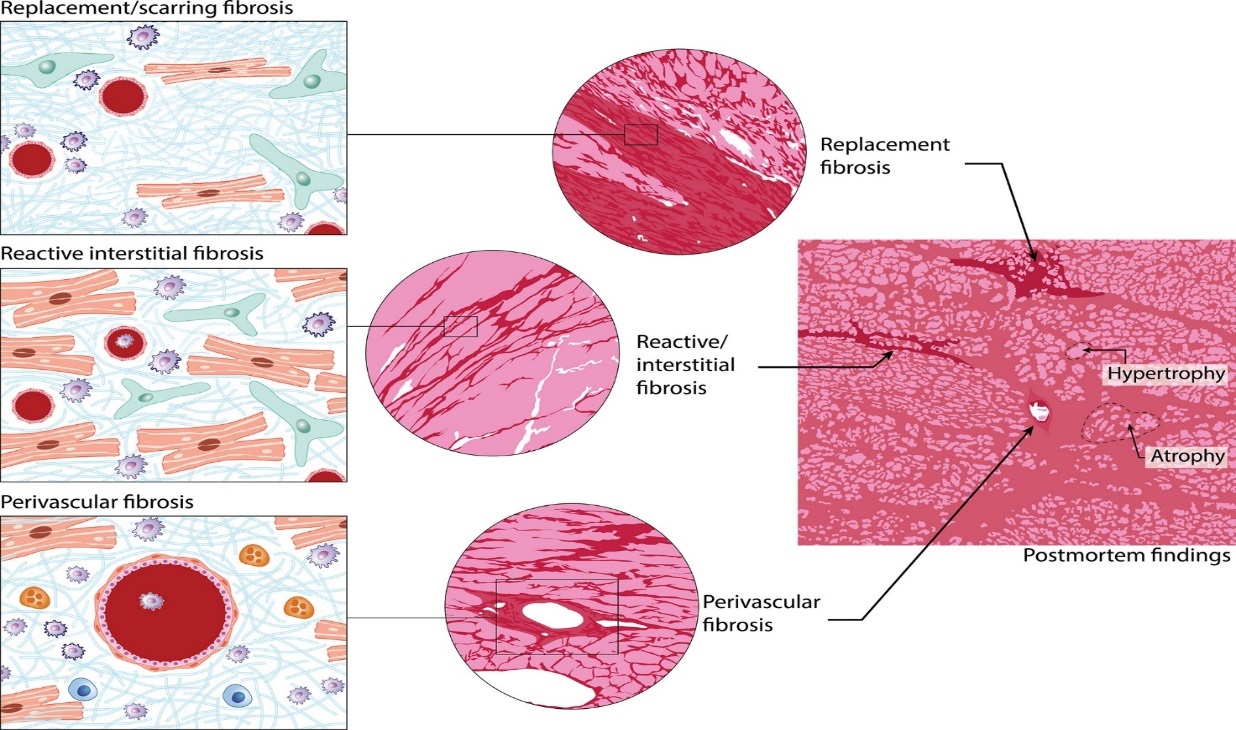 Replacement/scarring fibrosis
Replacement
fibrosis
Reactive interstitial fibrosis
Reactive/
interstitial
fibrosis
Hypertrophy
Atrophy
Perivascular fibrosis
Postmortem findings
Perivascular
fibrosis